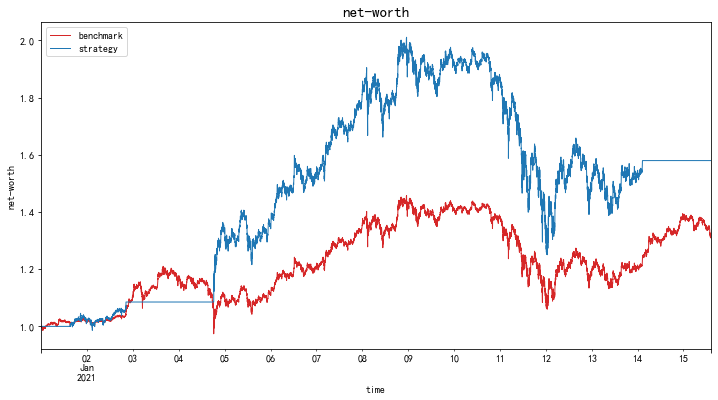 net-worth
benchmark
strategy
net-worth
2.0
1.8
1.6
1.4
1.2
1.0
02 03 04 05 06 07 08 09 10 11 12 13 14 15
Jan
2021
time